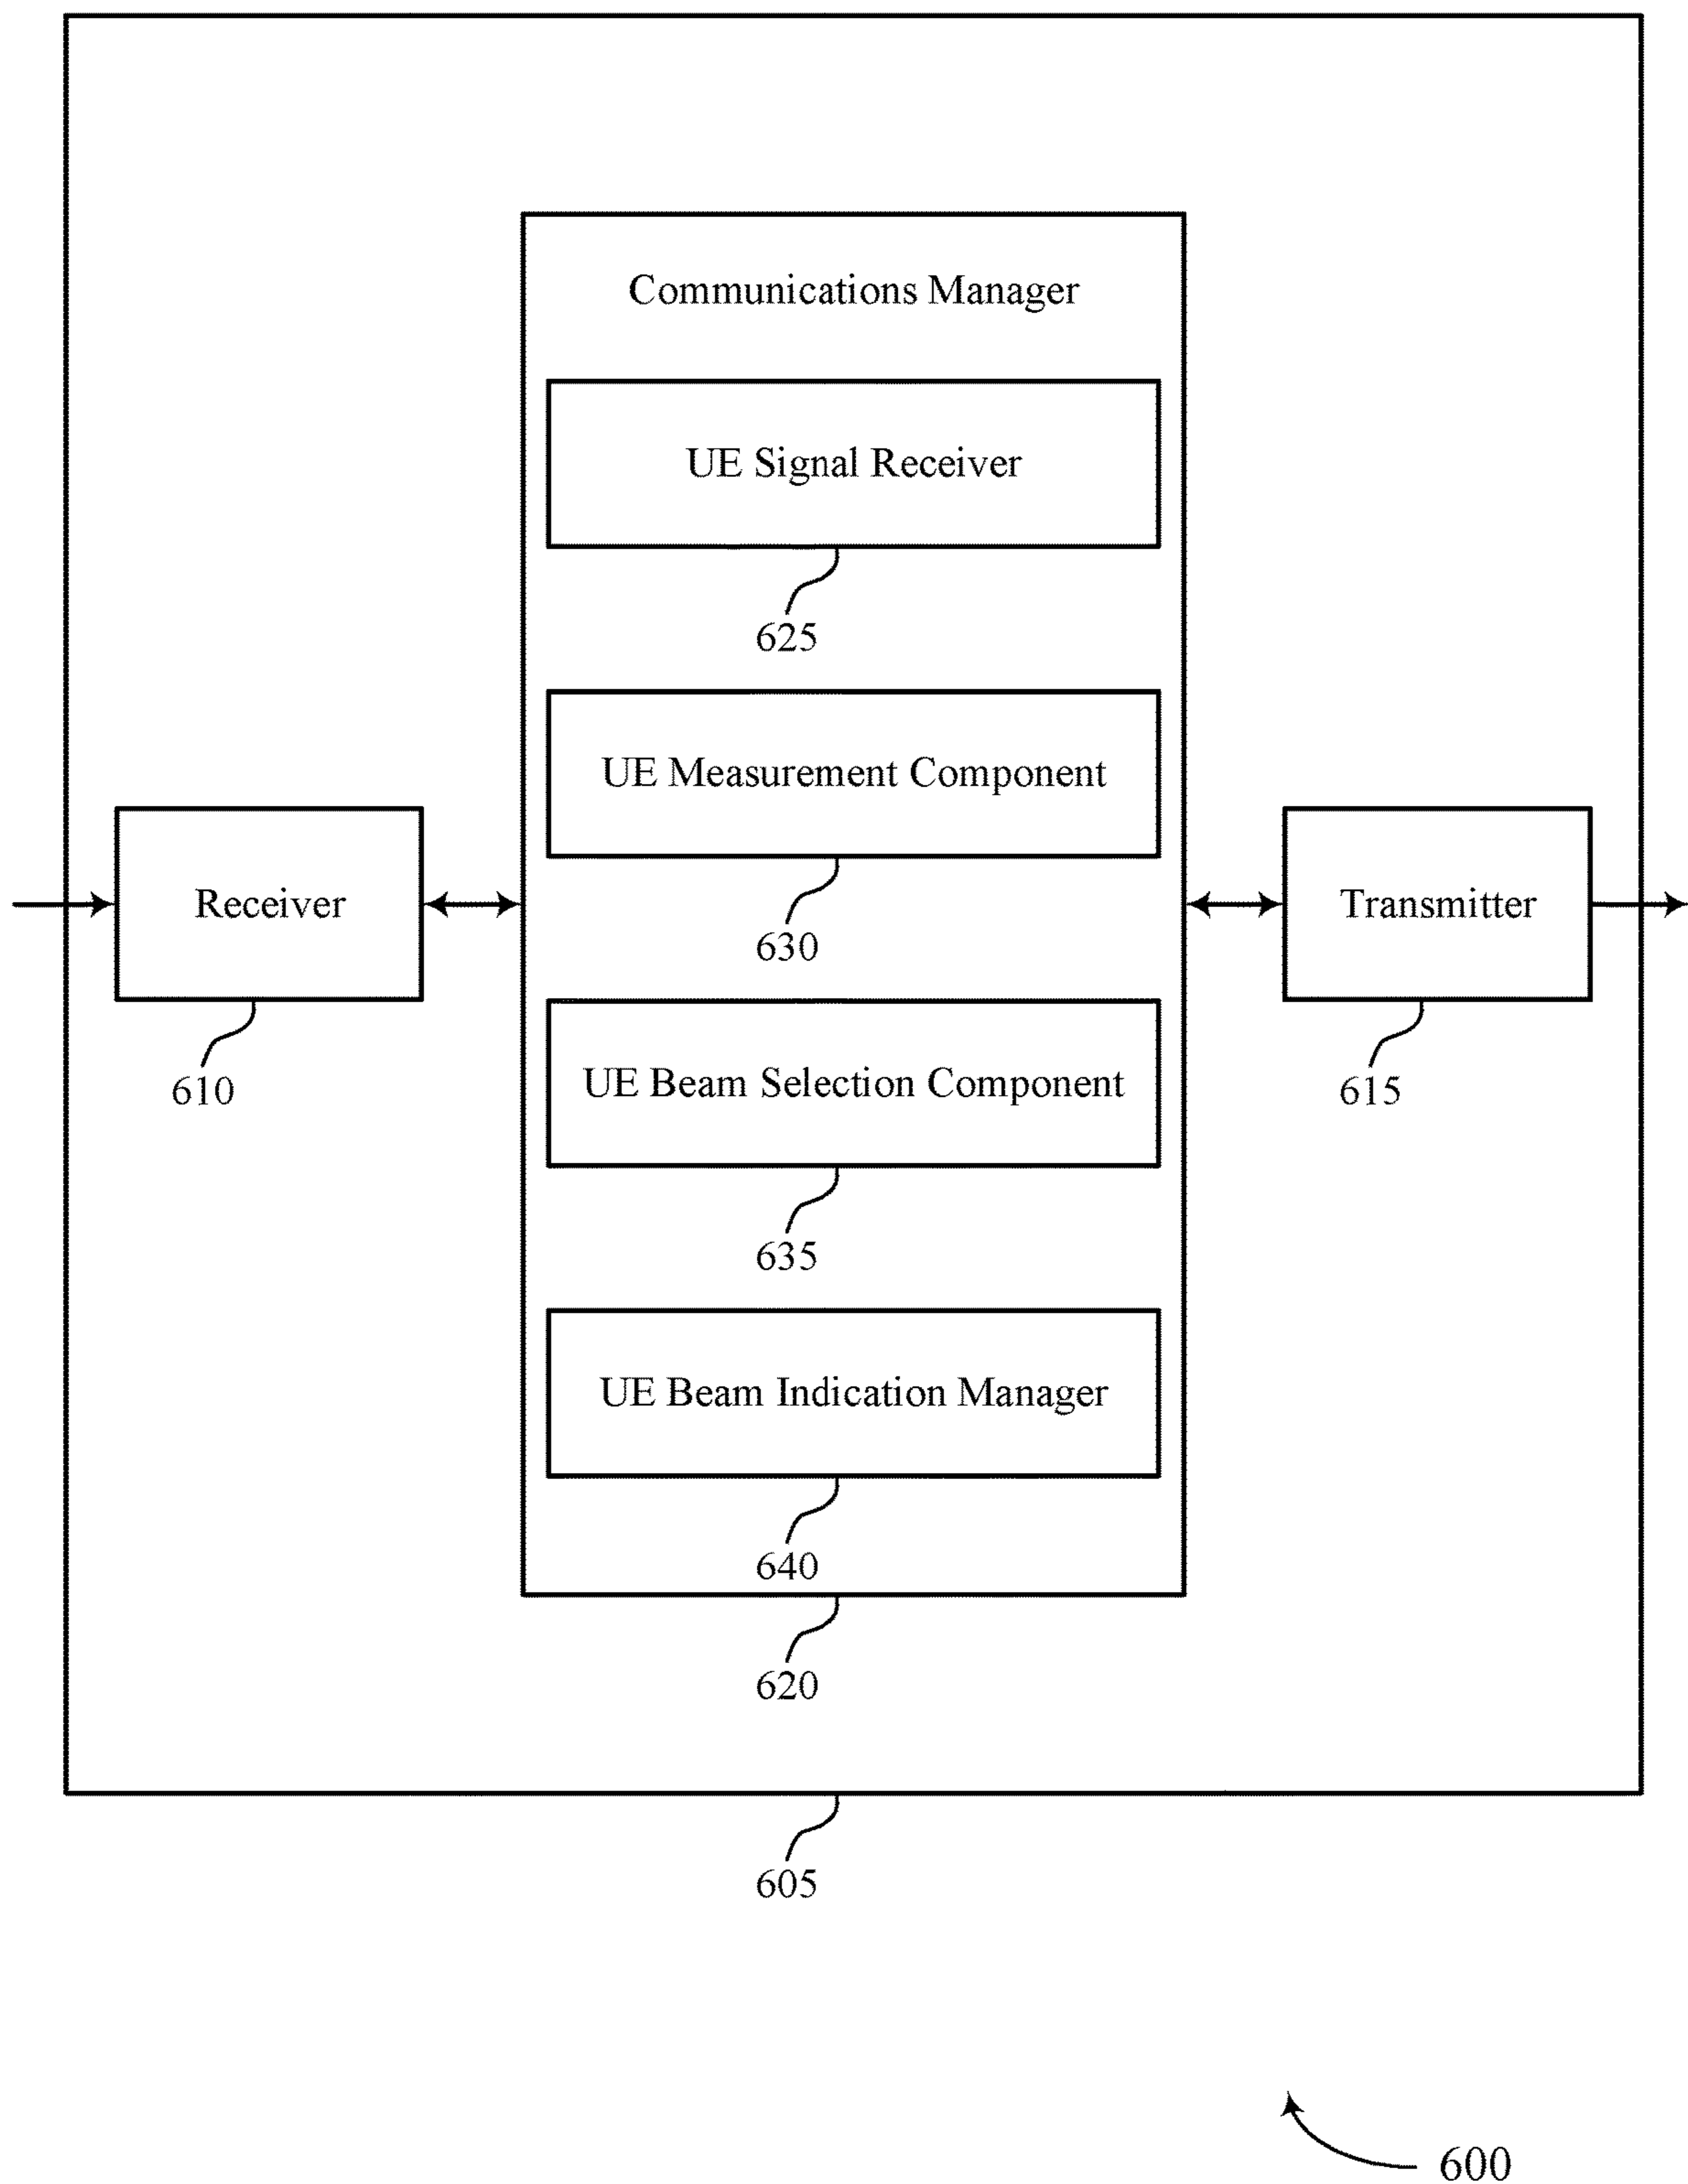 Communications Manager
UE Signal Receiver
625
UE Measurement Component
630
Receiver
610
Transmitter
615
UE Beam Selection Component
635
UE Beam Indication Manager
640
620
605
600